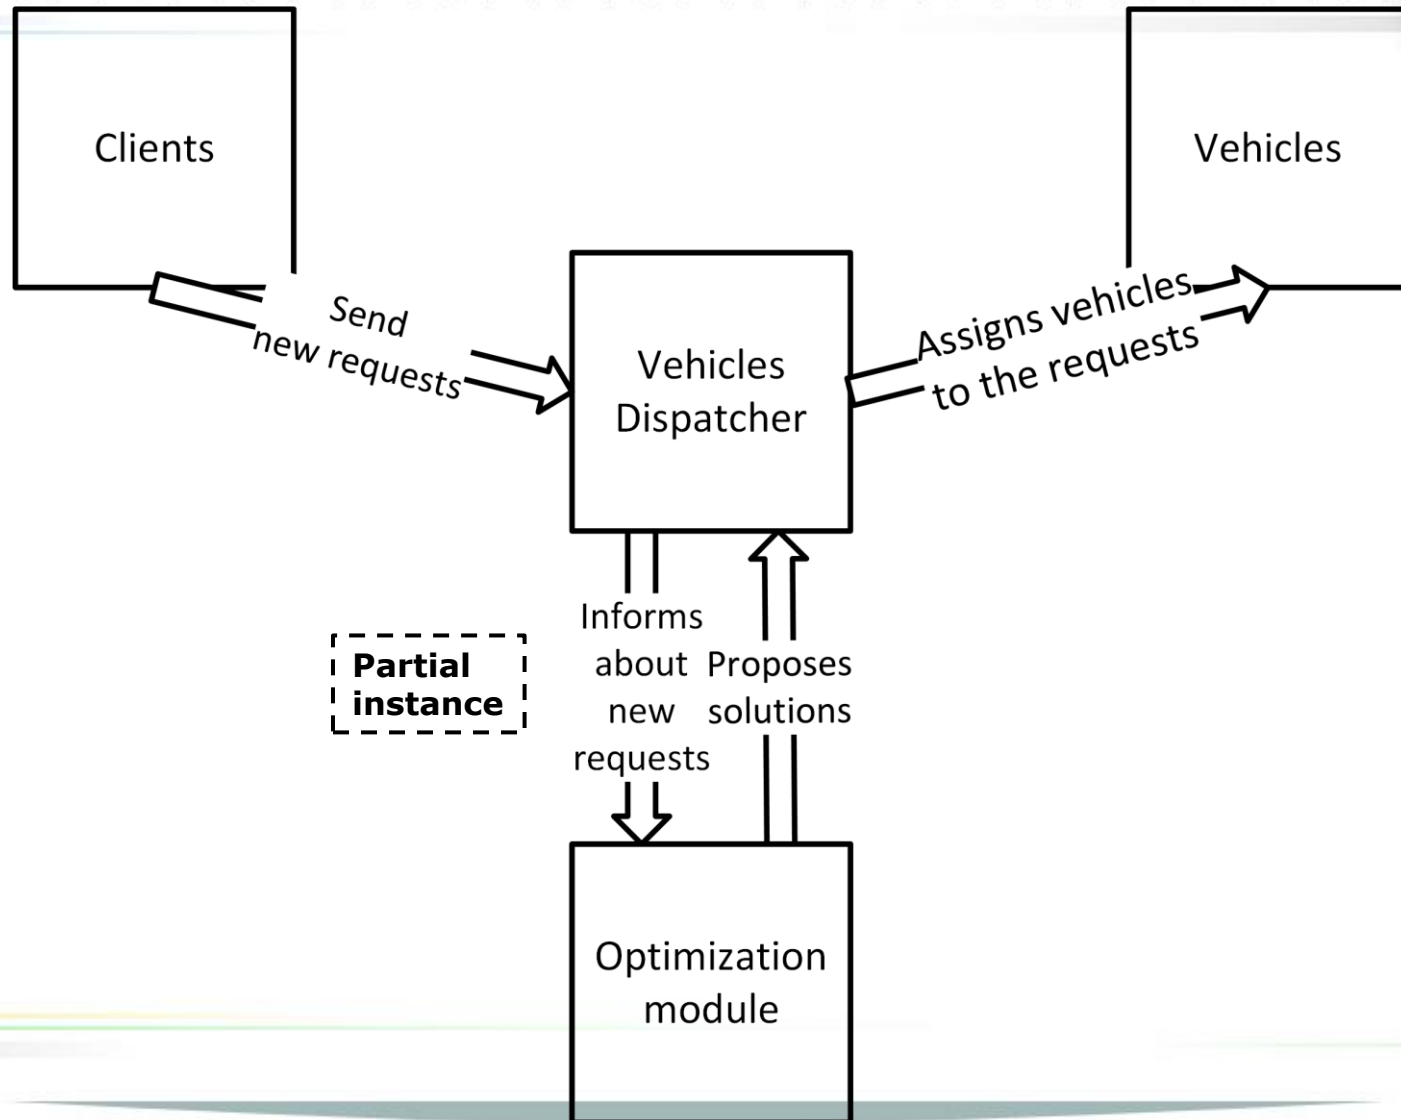 Clients
Vehicles
Send
new requests
Vehicles
Dispatcher
Assigns vehicles
to the requests
Partial
instance
Informs
about
new
requests
Proposes
solutions
Optimization
module